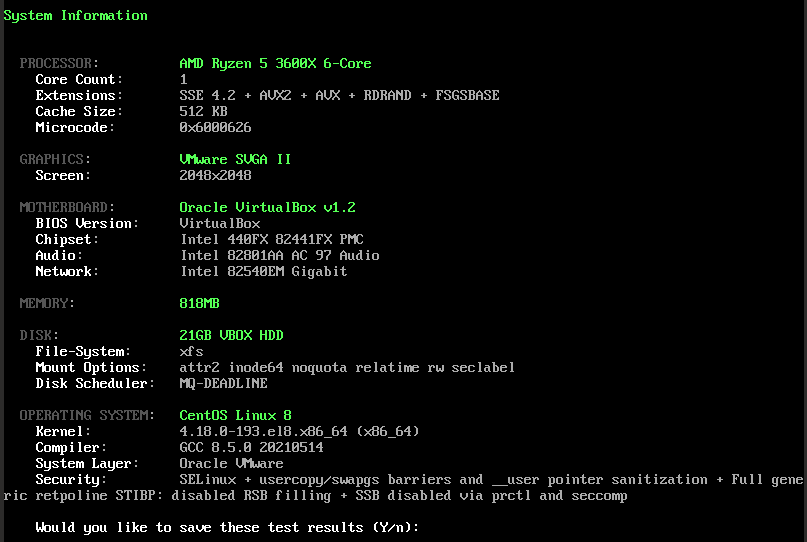 System Information
PROCESSOR: AMD Ryzen 5 3600X 6-Core
Core Count: 1
Extensions: SSE 4.2 + AVX2 + AVX + RDRAND + FSGSBASE
Cache Size: 512 KB
Microcode: 0x6000626
GRAPHICS: VMware SVGA II
Screen: 2048x2048
MOTHERBOARD: Oracle VirtualBox v1.2
BIOS Version: VirtualBox
Chipset: Intel 440FX 82441FX PMC
Audio: Intel 82801AA AC 97 Audio
Network: Intel 82540EM Gigabit
MEMORY: 818MB
DISK: 21GB VBOX HDD
File-System: xfs
Mount Options: attr2 inode64 noquota relatime rw seclabel
Disk Scheduler: MQ-DEADLINE
OPERATING SYSTEM: CentOS Linux 8
Kernel: 4.18.0-193.el8.x86_64 (x86_64)
Compiler: GCC 8.5.0 20210514
System Layer: Oracle VMware
Security: SELinux + usercopy/swapgs barriers and __user pointer sanitization + Full gene
ric retpoline STIBP: disabled RSB filling + SSB disabled via prctl and seccomp
Would you like to save these test results (Y/n):